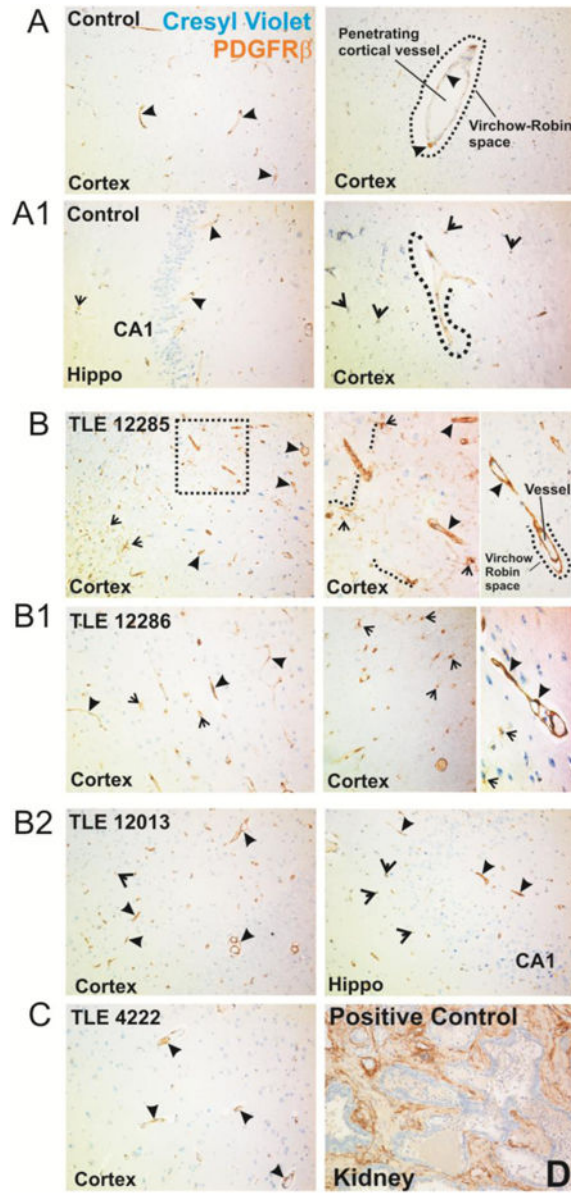 A
Control
Cresyl Violet
PDGFRβ
Cortex
Penetrating
cortical vessel
Virchow-Robin
space
Cortex
A1
Control
CA1
Hippo
Cortex
B
TLE 12285
Cortex
Cortex
Vessel
Virchow
Robin
space
B1
TLE 12286
Cortex
Cortex
B2
TLE 12013
Cortex
CA1
Hippo
C
TLE 4222
Cortex
Positive Control
Kidney
D